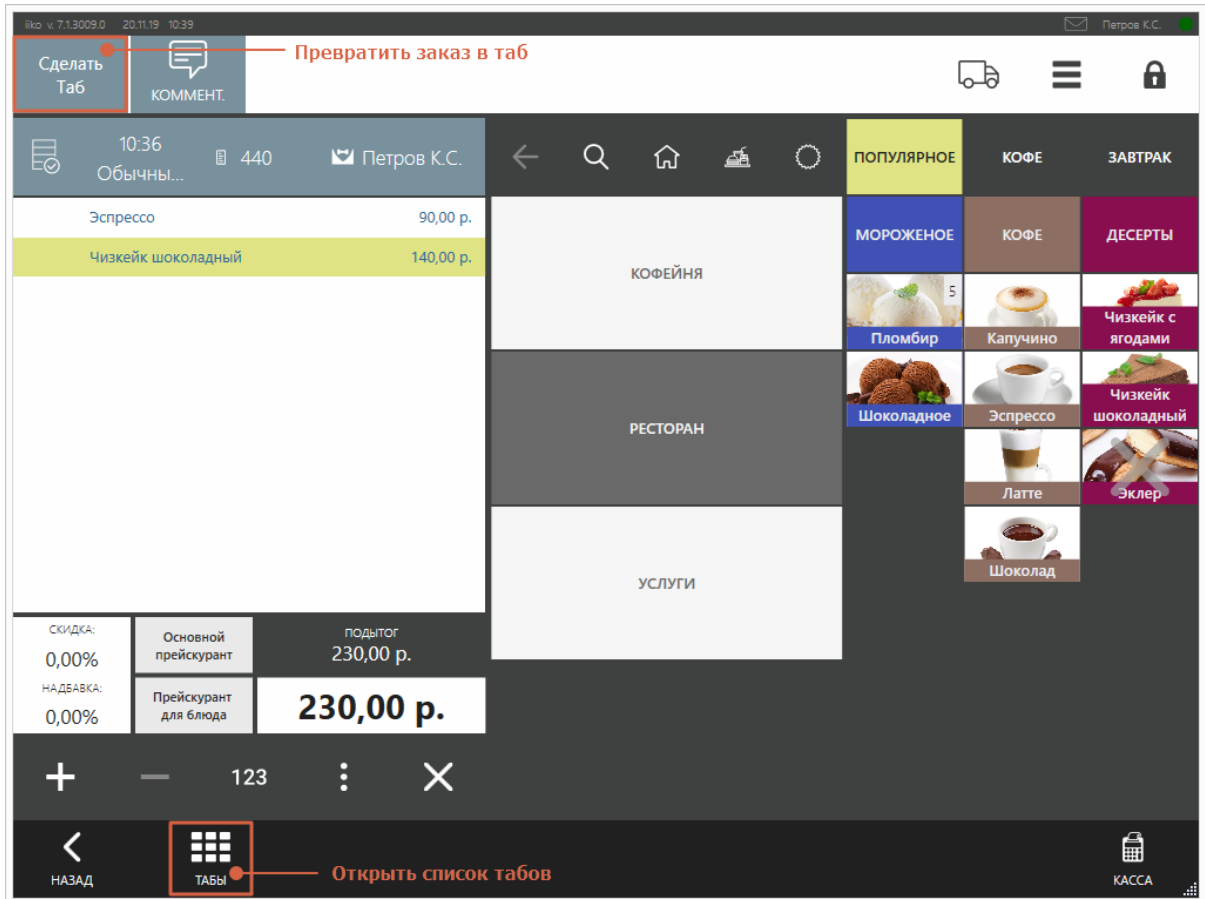 iiko v. 7.1.3009.0 20.11.19 10:39 Петров К.С.
Сделать
Таб
КОММЕНТ.
Превратить заказ в таб
10:36
Обычны...
440
Петров К.С.
ПОПУЛЯРНОЕ КОФЕ ЗАВТРАК
Эспрессо 90,00 р.
Чизкейк шоколадный 140,00 р.
КОФЕЙНЯ
РЕСТОРАН
УСЛУГИ
МОРОЖЕНОЕ КОФЕ ДЕСЕРТЫ
5
Пломбир
Капучино
Чизкейк с
ягодами
Шоколадное
Эспрессо
Чизкейк
шоколадный
Латте
Эклер
Шоколад
СКИДКА:
0,00%
Основной
прейскурант
ПОДЫТОГ
230,00 р.
НАДБАВКА:
0,00%
Прейскурант
для блюда
230,00 р.
123
НАЗАД
ТАБЫ
Открыть список табов
КАССА